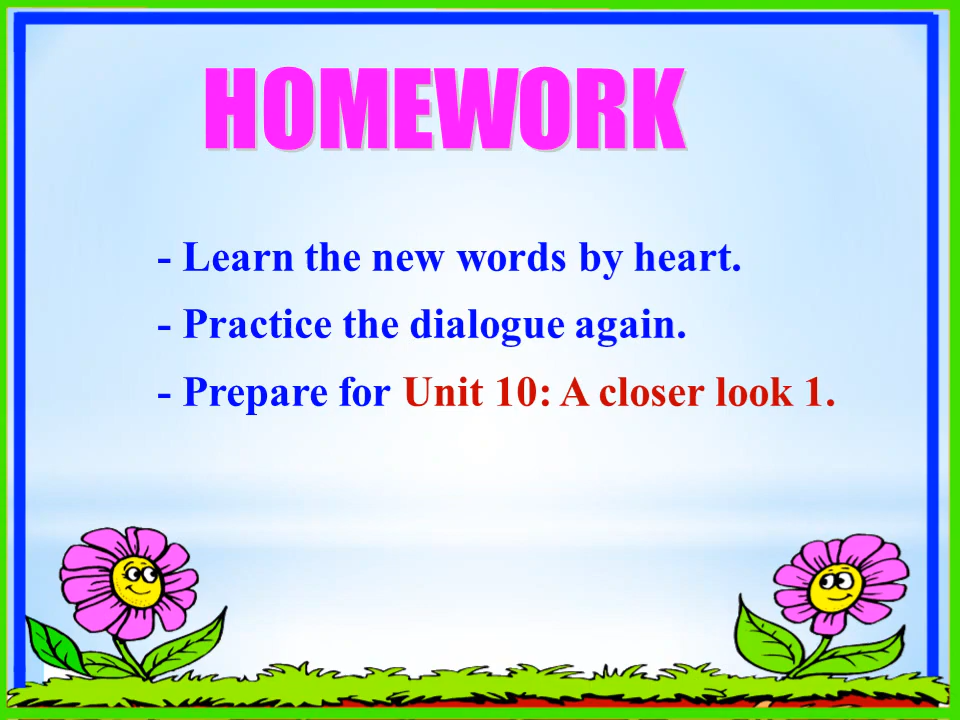 HOMEWORK
- Learn the new words by heart.
- Practice the dialogue again.
- Prepare for Unit 10: A closer look 1.